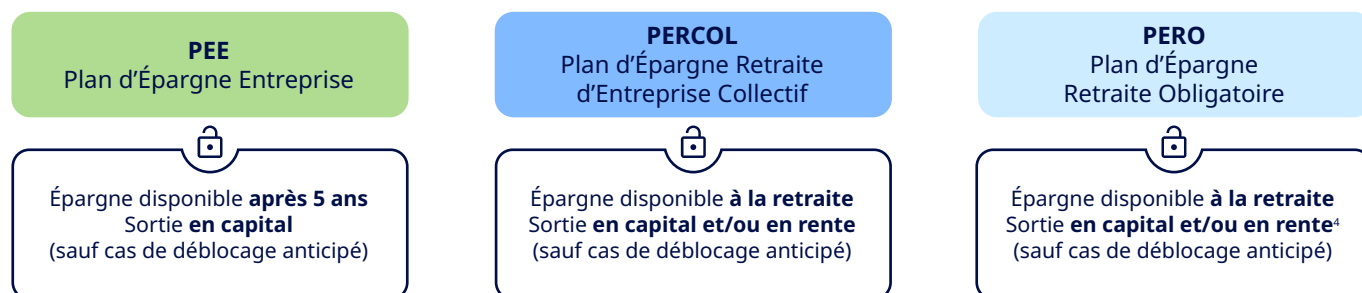 PEE
Plan d’Épargne Entreprise
Épargne disponible après 5 ans
Sortie en capital
(sauf cas de déblocage anticipé)
PERCOL
Plan d’Épargne Retraite
d’Entreprise Collectif
Épargne disponible à la retraite
Sortie en capital et/ou en rente
(sauf cas de déblocage anticipé)
PERO
Plan d’Épargne
Retraite Obligatoire
Épargne disponible à la retraite
Sortie en capital et/ou en rente⁴
(sauf cas de déblocage anticipé)